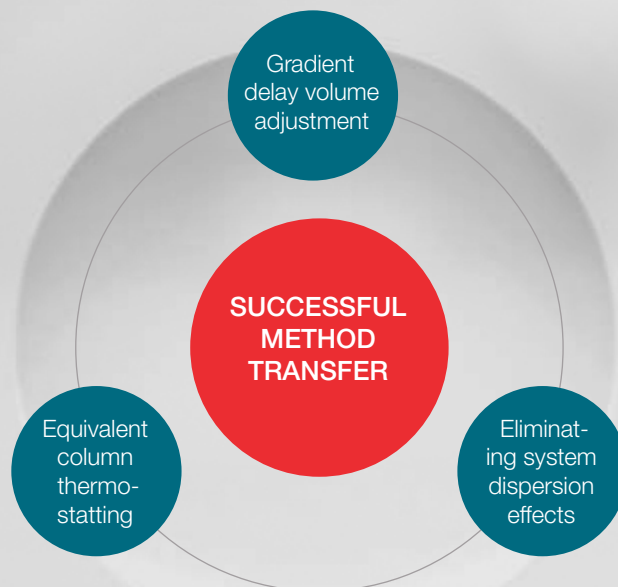 Gradient
delay volume
adjustment
SUCCESSFUL
METHOD
TRANSFER
Equivalent
column
thermo-
statting
Eliminat-
ing system
dispersion
effects